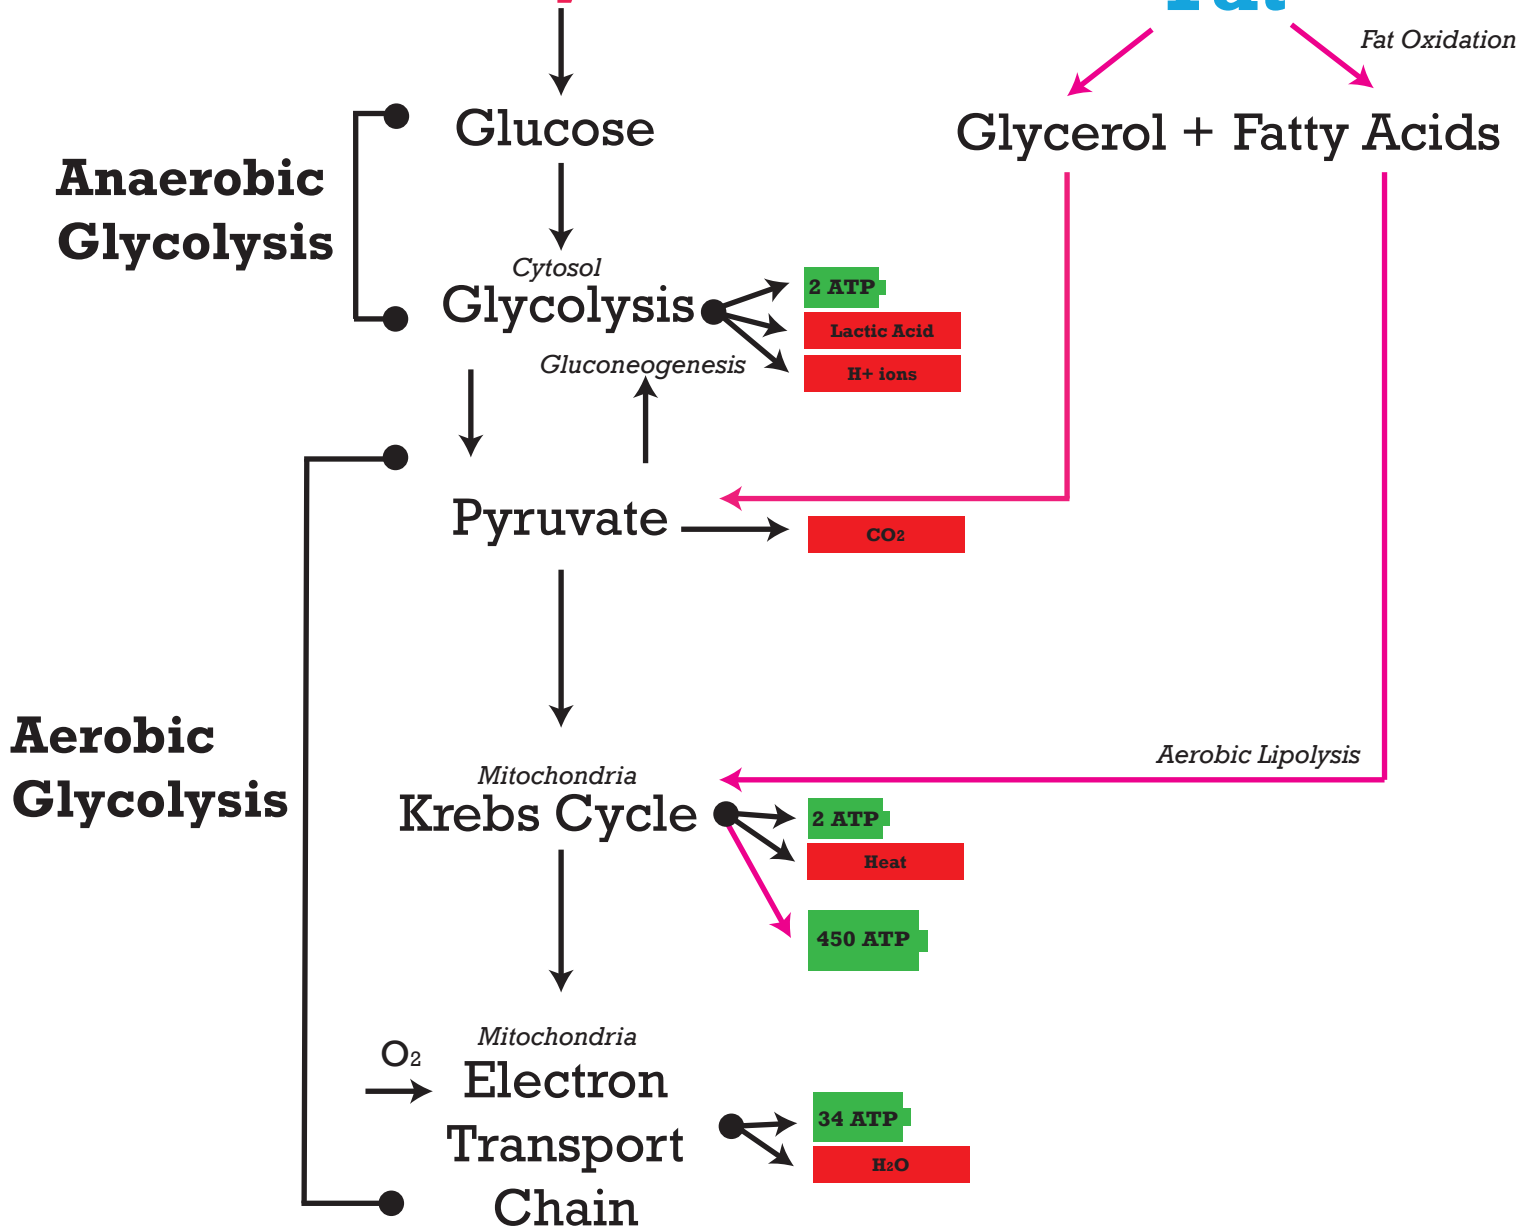 Fat
Fat Oxidation
Glucose
Glycerol + Fatty Acids
Anaerobic
Glycolysis
Cytosol
Glycolysis
2 ATP
Lactic Acid
H+ ions
Gluconeogenesis
Pyruvate
CO2
Aerobic
Glycolysis
Aerobic Lipolysis
Mitochondria
Krebs Cycle
2 ATP
Heat
450 ATP
Mitochondria
O2
Electron
Transport
Chain
34 ATP
H2O